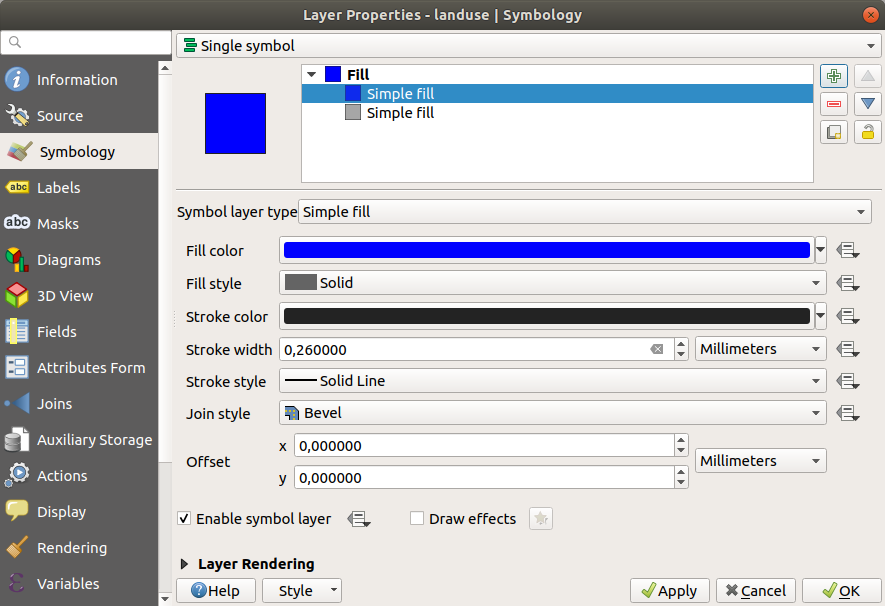 Layer Properties - landuse | Symbology
Single symbol
Information
Source
Symbology
abc Labels
abc Masks
Diagrams
3D View
Fields
Attributes Form
Joins
Auxiliary Storage
Actions
Display
Rendering
Variables
Fill
Simple fill
Simple fill
Symbol layer type Simple fill
Fill color
Fill style Solid
Stroke color
Stroke width 0,260000 Millimeters
Stroke style Solid Line
Join style Bevel
Offset x 0,000000 Millimeters
y 0,000000
Enable symbol layer Draw effects
Layer Rendering
Help Style Apply Cancel OK